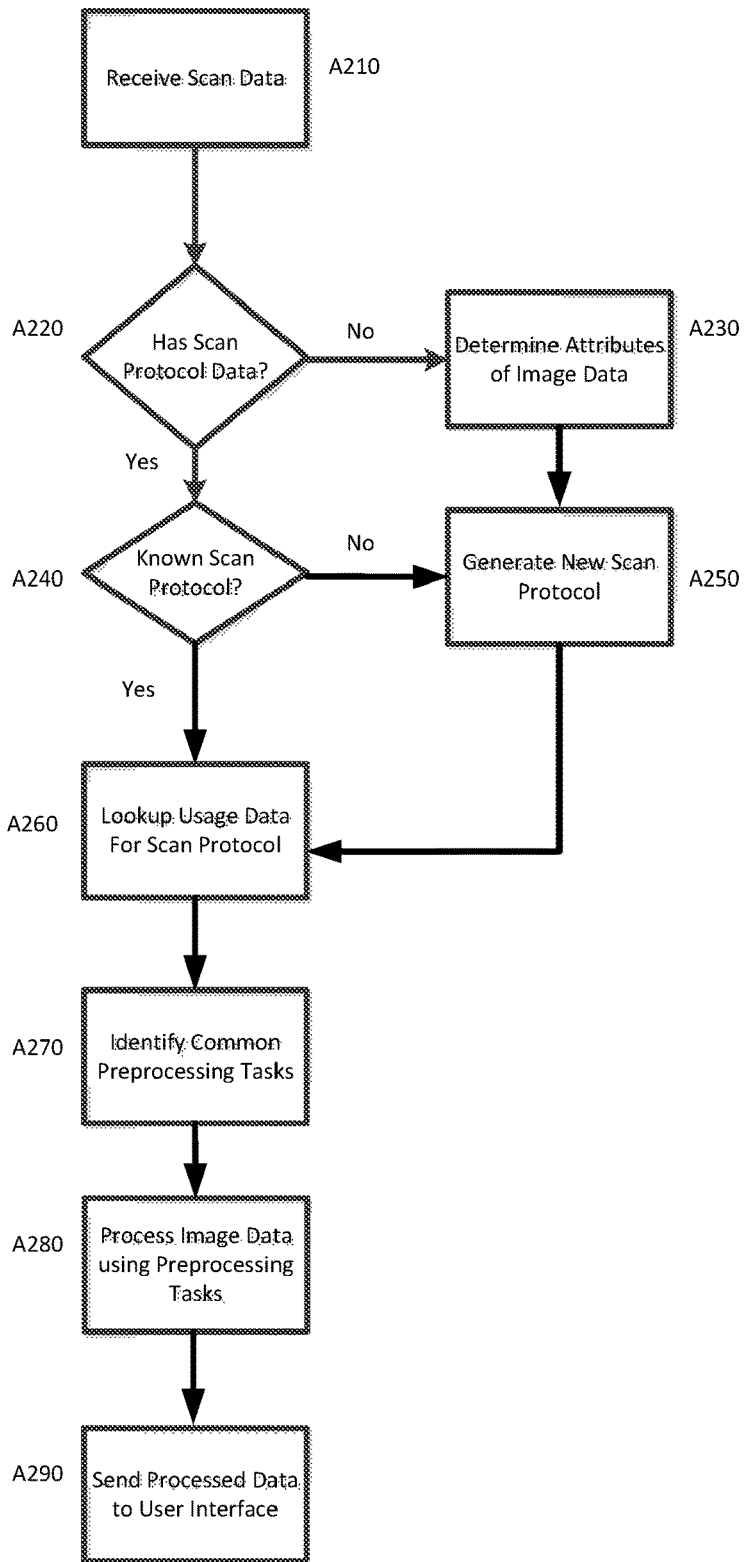 Receive Scan Data
A210
A220
Has Scan
Protocol Data?
No
Determine Attributes
of Image Data
A230
Yes
A240
Known Scan
Protocol?
No
Generate New Scan
Protocol
A250
Yes
A260
Lookup Usage Data
For Scan Protocol
A270
Identify Common
Preprocessing Tasks
A280
Process Image Data
using Preprocessing
Tasks
A290
Send Processed Data
to User Interface